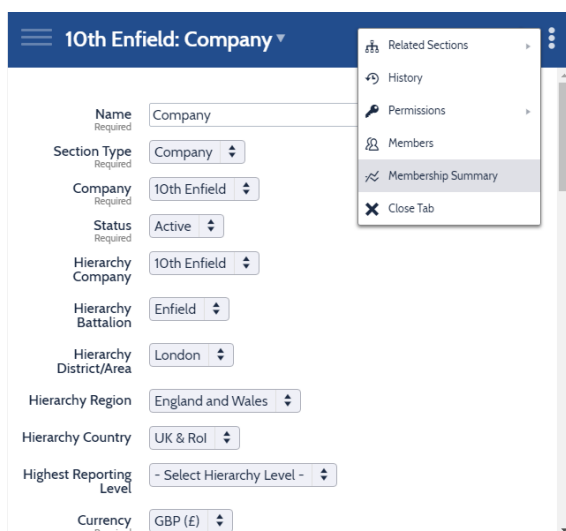 10th Enfield: Company
Related Sections
History
Permissions
Members
Membership Summary
Close Tab
Name
Required
Company
Section Type
Required
Company
Company
Required
10th Enfield
Status
Required
Active
Hierarchy
Company
10th Enfield
Hierarchy
Battalion
Enfield
Hierarchy
District/Area
London
Hierarchy Region
England and Wales
Hierarchy Country
UK & RoI
Highest Reporting
Level
- Select Hierarchy Level -
Currency
GBP (£)